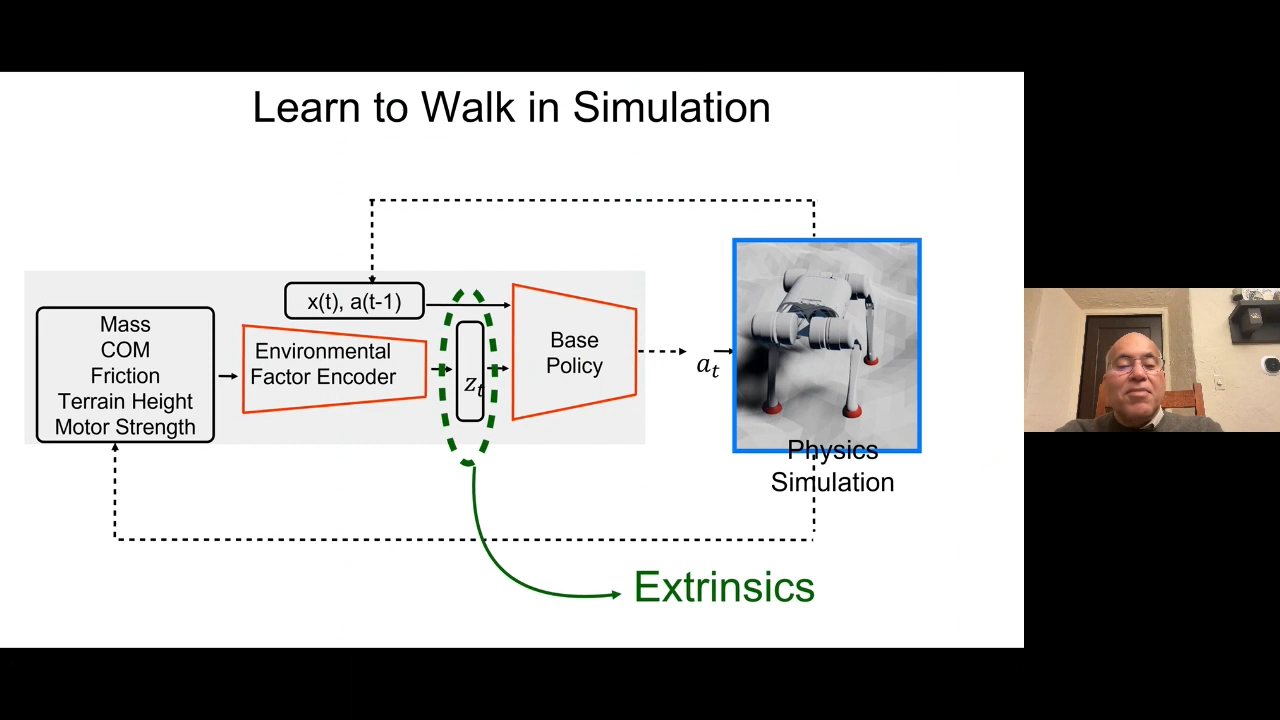 Learn to Walk in Simulation
x(t), a(t-1)
Mass
COM
Friction
Terrain Height
Motor Strength
Environmental
Factor Encoder
z_t
Base
Policy
a_t
Physics
Simulation
Extrinsics